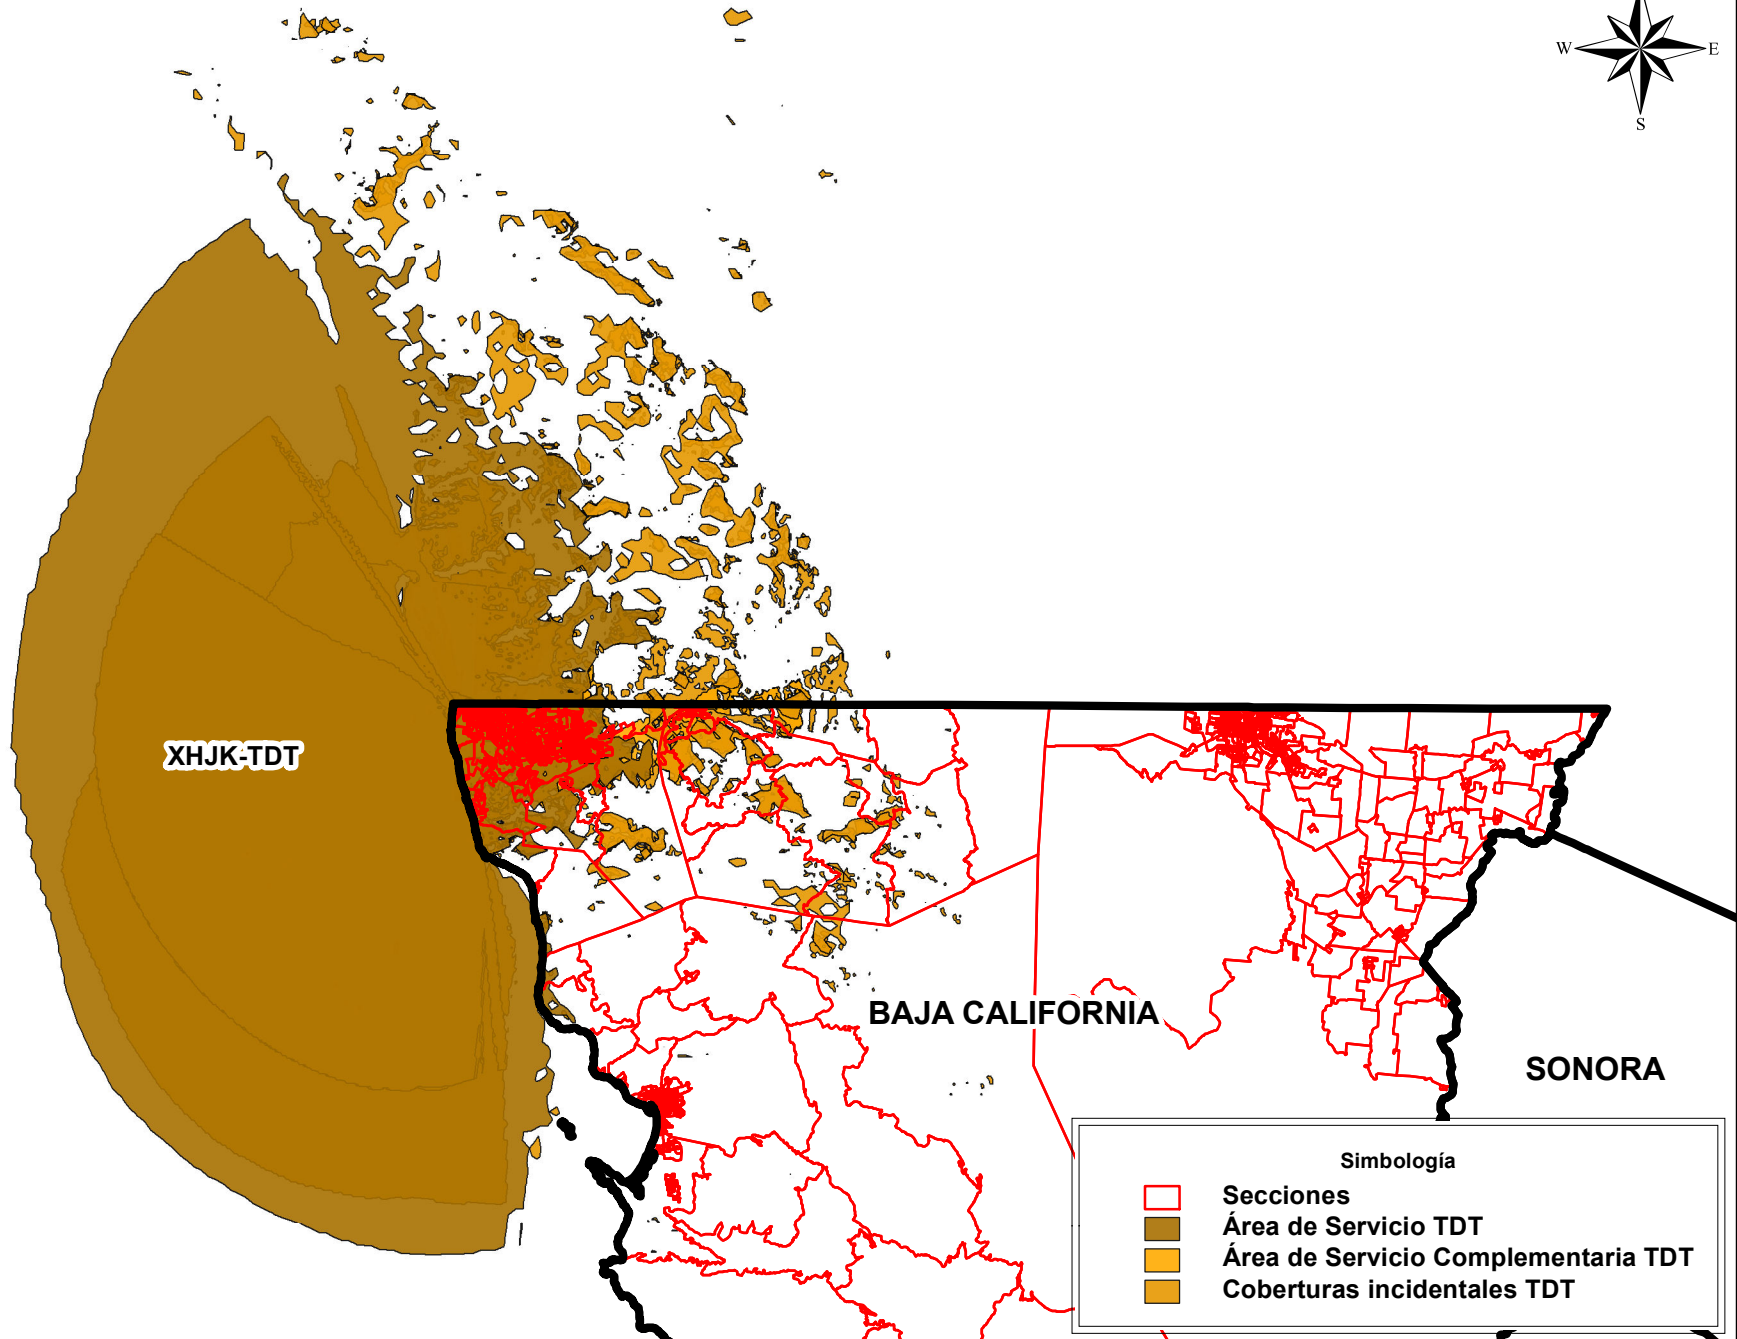 W E
S
XHJK-TDT
BAJA CALIFORNIA
SONORA
Simbología
Secciones
Área de Servicio TDT
Área de Servicio Complementaria TDT
Coberturas incidentales TDT